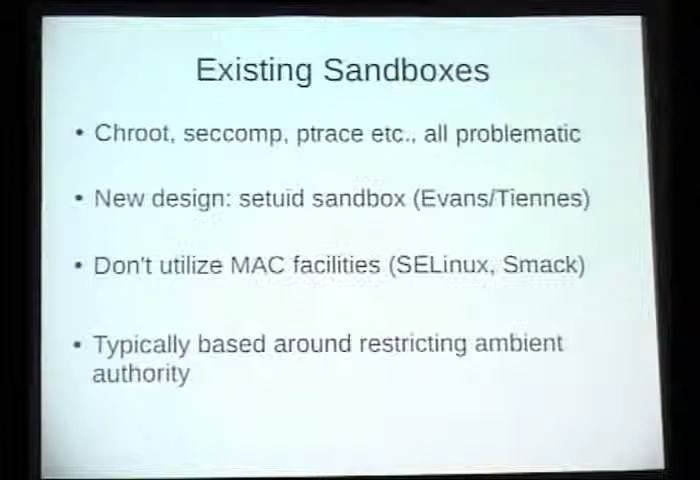 Existing Sandboxes
• Chroot, seccomp, ptrace etc., all problematic
• New design: setuid sandbox (Evans/Tiennes)
• Don't utilize MAC facilities (SELinux, Smack)
• Typically based around restricting ambient
authority